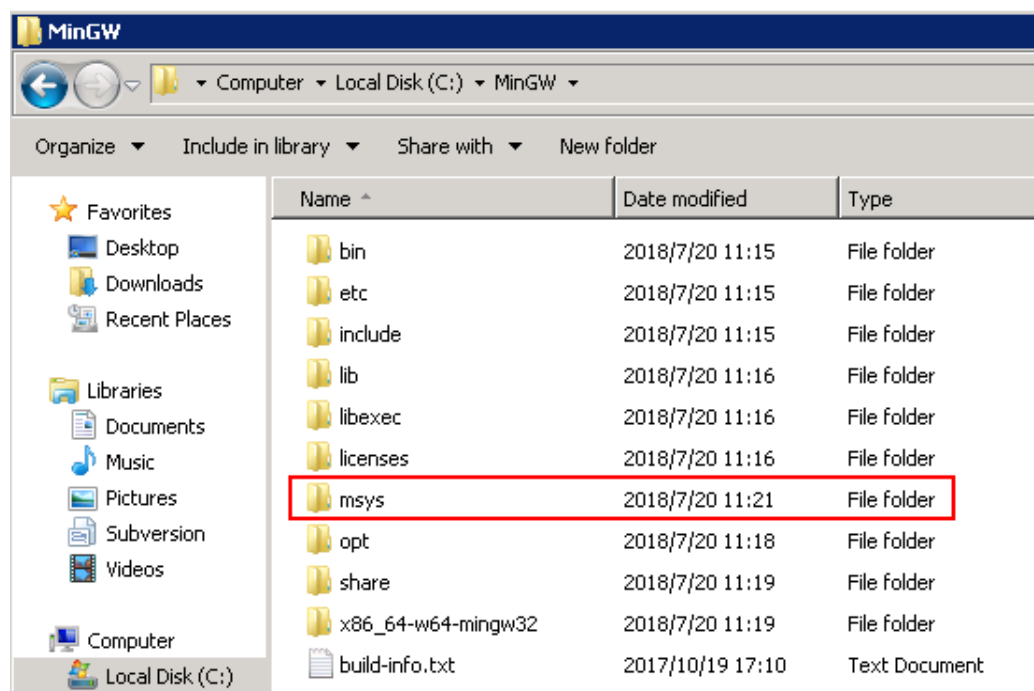 MinGW
Computer Local Disk (C:) MinGW
Organize Include in library Share with New folder
Name Date modified Type
Favorites
Desktop
Downloads
Recent Places
Libraries
Documents
Music
Pictures
Subversion
Videos
Computer
Local Disk (C:)
bin 2018/7/20 11:15 File folder
etc 2018/7/20 11:15 File folder
include 2018/7/20 11:15 File folder
lib 2018/7/20 11:16 File folder
libexec 2018/7/20 11:16 File folder
licenses 2018/7/20 11:16 File folder
msys 2018/7/20 11:21 File folder
opt 2018/7/20 11:18 File folder
share 2018/7/20 11:19 File folder
x86_64-w64-mingw32 2018/7/20 11:19 File folder
build-info.txt 2017/10/19 17:10 Text Document